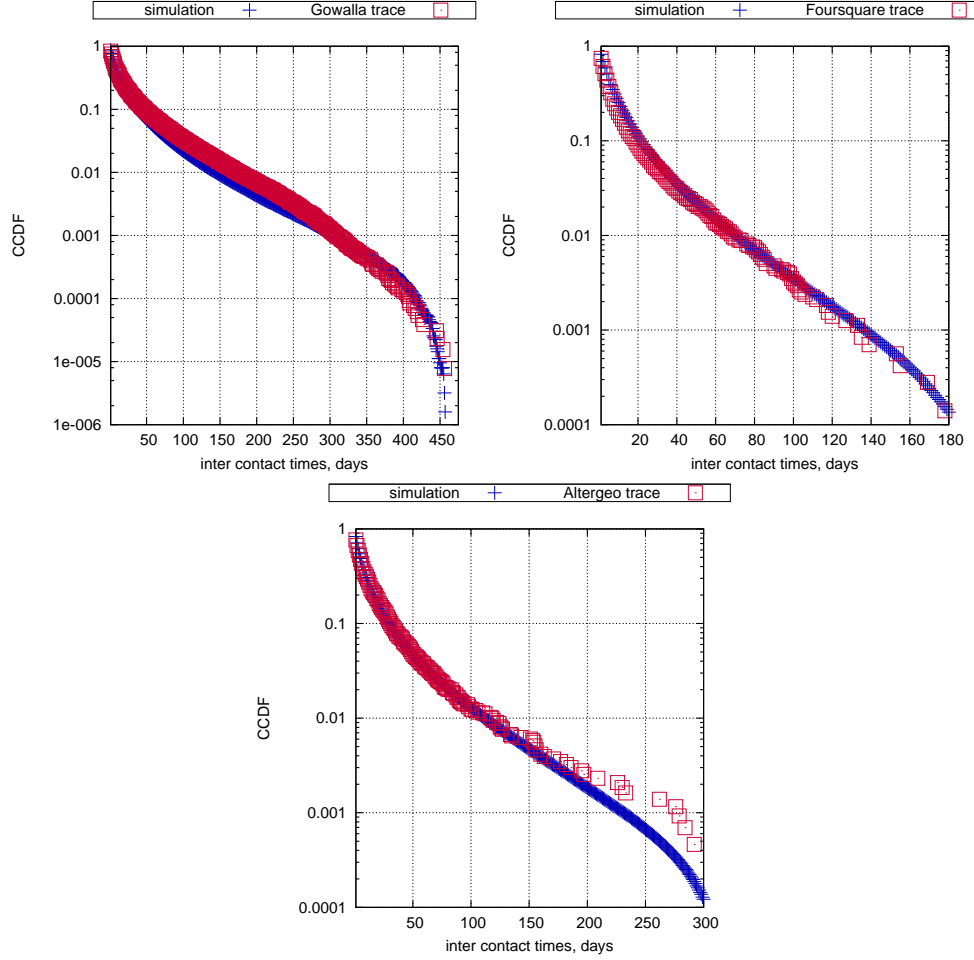 simulation Gowalla trace
1
0.1
0.01
0.001
0.0001
1e-005
1e-006
CCDF
50 100 150 200 250 300 350 400 450
inter contact times, days
simulation Foursquare trace
1
0.1
0.01
0.001
0.0001
CCDF
20 40 60 80 100 120 140 160 180
inter contact times, days
simulation Altergeo trace
1
0.1
0.01
0.001
0.0001
CCDF
50 100 150 200 250 300
inter contact times, days